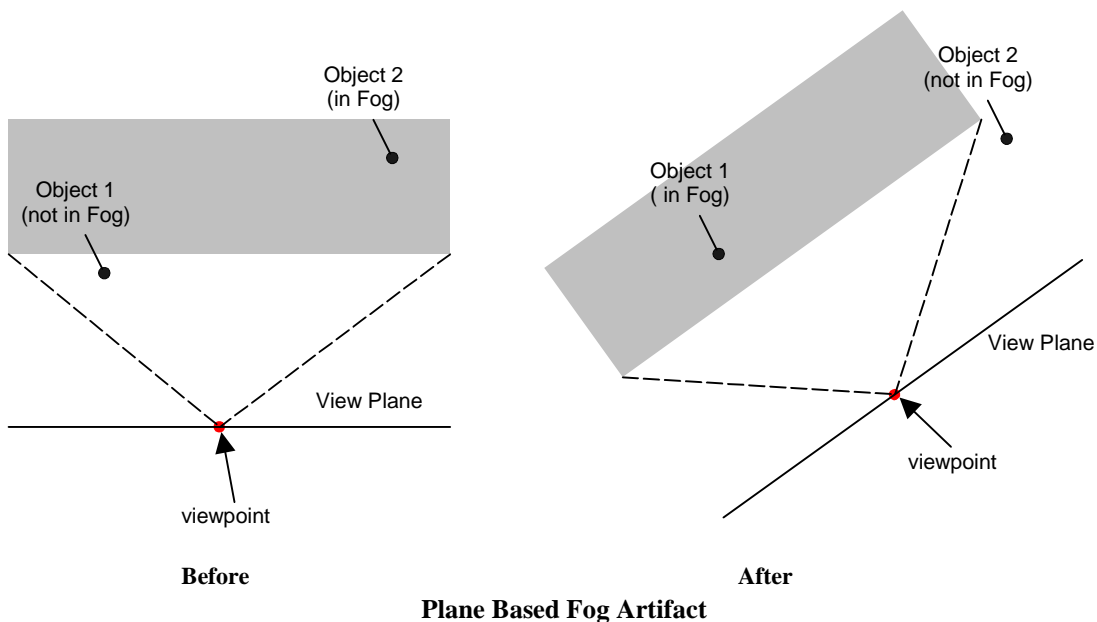 Object 2
(in Fog)
Object 1
(not in Fog)
View Plane
viewpoint
Before
Object 2
(not in Fog)
Object 1
( in Fog)
View Plane
viewpoint
After
Plane Based Fog Artifact